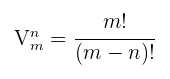 V_m^n = m! / (m − n)!